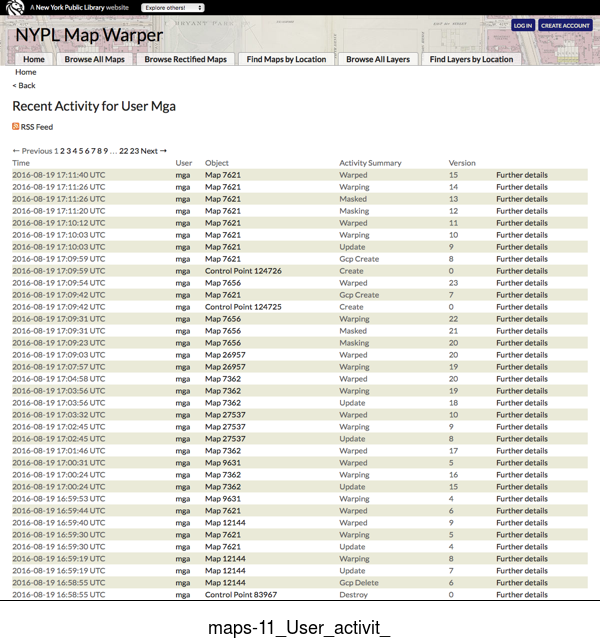 A New York Public Library website Explore others!
NYPL Map Warper LOG IN CREATE ACCOUNT
Home Browse All Maps Browse Rectified Maps Find Maps by Location Browse All Layers Find Layers by Location
Home
< Back
Recent Activity for User Mga
RSS Feed
← Previous 1 2 3 4 5 6 7 8 9 … 22 23 Next →
Time User Object Activity Summary Version
2016-08-19 17:11:40 UTC mga Map 7621 Warped 15 Further details
2016-08-19 17:11:26 UTC mga Map 7621 Warping 14 Further details
2016-08-19 17:11:26 UTC mga Map 7621 Masked 13 Further details
2016-08-19 17:11:20 UTC mga Map 7621 Masking 12 Further details
2016-08-19 17:10:12 UTC mga Map 7621 Warped 11 Further details
2016-08-19 17:10:03 UTC mga Map 7621 Warping 10 Further details
2016-08-19 17:10:03 UTC mga Map 7621 Update 9 Further details
2016-08-19 17:09:59 UTC mga Map 7621 Gcp Create 8 Further details
2016-08-19 17:09:59 UTC mga Control Point 124726 Create 0 Further details
2016-08-19 17:09:54 UTC mga Map 7656 Warped 23 Further details
2016-08-19 17:09:42 UTC mga Map 7621 Gcp Create 7 Further details
2016-08-19 17:09:42 UTC mga Control Point 124725 Create 0 Further details
2016-08-19 17:09:31 UTC mga Map 7656 Warping 22 Further details
2016-08-19 17:09:31 UTC mga Map 7656 Masked 21 Further details
2016-08-19 17:09:23 UTC mga Map 7656 Masking 20 Further details
2016-08-19 17:09:03 UTC mga Map 26957 Warped 20 Further details
2016-08-19 17:07:57 UTC mga Map 26957 Warping 19 Further details
2016-08-19 17:04:58 UTC mga Map 7362 Warped 20 Further details
2016-08-19 17:03:56 UTC mga Map 7362 Warping 19 Further details
2016-08-19 17:03:56 UTC mga Map 7362 Update 18 Further details
2016-08-19 17:03:32 UTC mga Map 27537 Warped 10 Further details
2016-08-19 17:02:45 UTC mga Map 27537 Warping 9 Further details
2016-08-19 17:02:45 UTC mga Map 27537 Update 8 Further details
2016-08-19 17:01:46 UTC mga Map 7362 Warped 17 Further details
2016-08-19 17:00:31 UTC mga Map 9631 Warped 5 Further details
2016-08-19 17:00:24 UTC mga Map 7362 Warping 16 Further details
2016-08-19 17:00:24 UTC mga Map 7362 Update 15 Further details
2016-08-19 16:59:53 UTC mga Map 9631 Warping 4 Further details
2016-08-19 16:59:44 UTC mga Map 7621 Warped 6 Further details
2016-08-19 16:59:40 UTC mga Map 12144 Warped 9 Further details
2016-08-19 16:59:30 UTC mga Map 7621 Warping 5 Further details
2016-08-19 16:59:30 UTC mga Map 7621 Update 4 Further details
2016-08-19 16:59:19 UTC mga Map 12144 Warping 8 Further details
2016-08-19 16:59:19 UTC mga Map 12144 Update 7 Further details
2016-08-19 16:58:55 UTC mga Map 12144 Gcp Delete 6 Further details
2016-08-19 16:58:55 UTC mga Control Point 83967 Destroy 0 Further details
maps-11_User_activit_